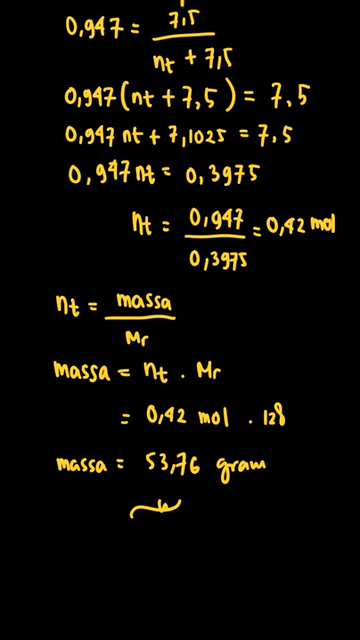 0,947 = 7,5 / nt + 7,5
0,947 (nt + 7,5) = 7.5
0,947 nt + 7,1025 = 7.5
0,947 nt = 0,3975
nt = 0,947 / 0,3975 = 0,42 mol
nt = massa / Mr
massa = nt . Mr
= 0,42 mol . 128
massa = 53,76 gram